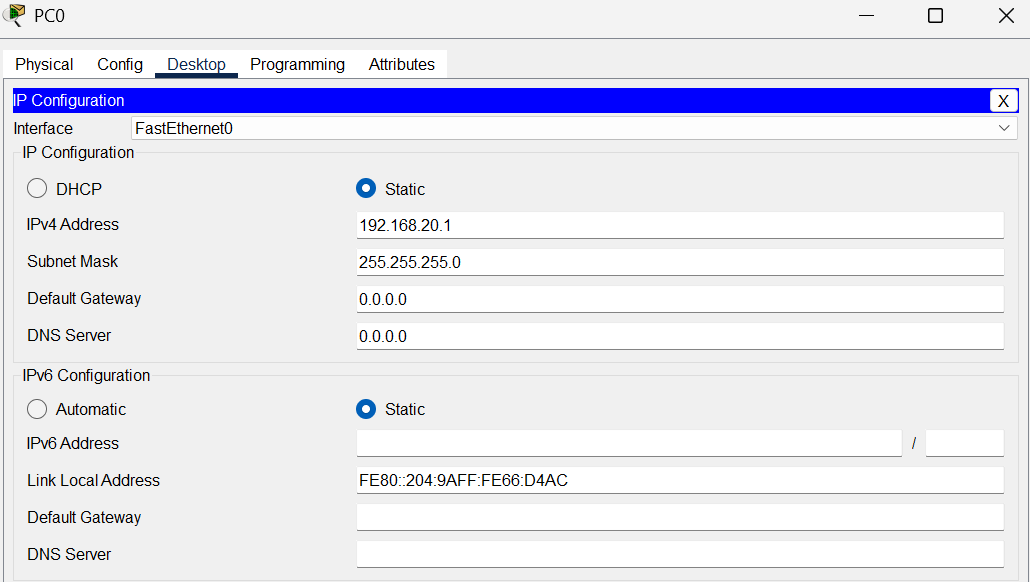 PC0
Physical Config Desktop Programming Attributes
IP Configuration X
Interface FastEthernet0
IP Configuration
DHCP Static
IPv4 Address 192.168.20.1
Subnet Mask 255.255.255.0
Default Gateway 0.0.0.0
DNS Server 0.0.0.0
IPv6 Configuration
Automatic Static
IPv6 Address /
Link Local Address FE80::204:9AFF:FE66:D4AC
Default Gateway
DNS Server